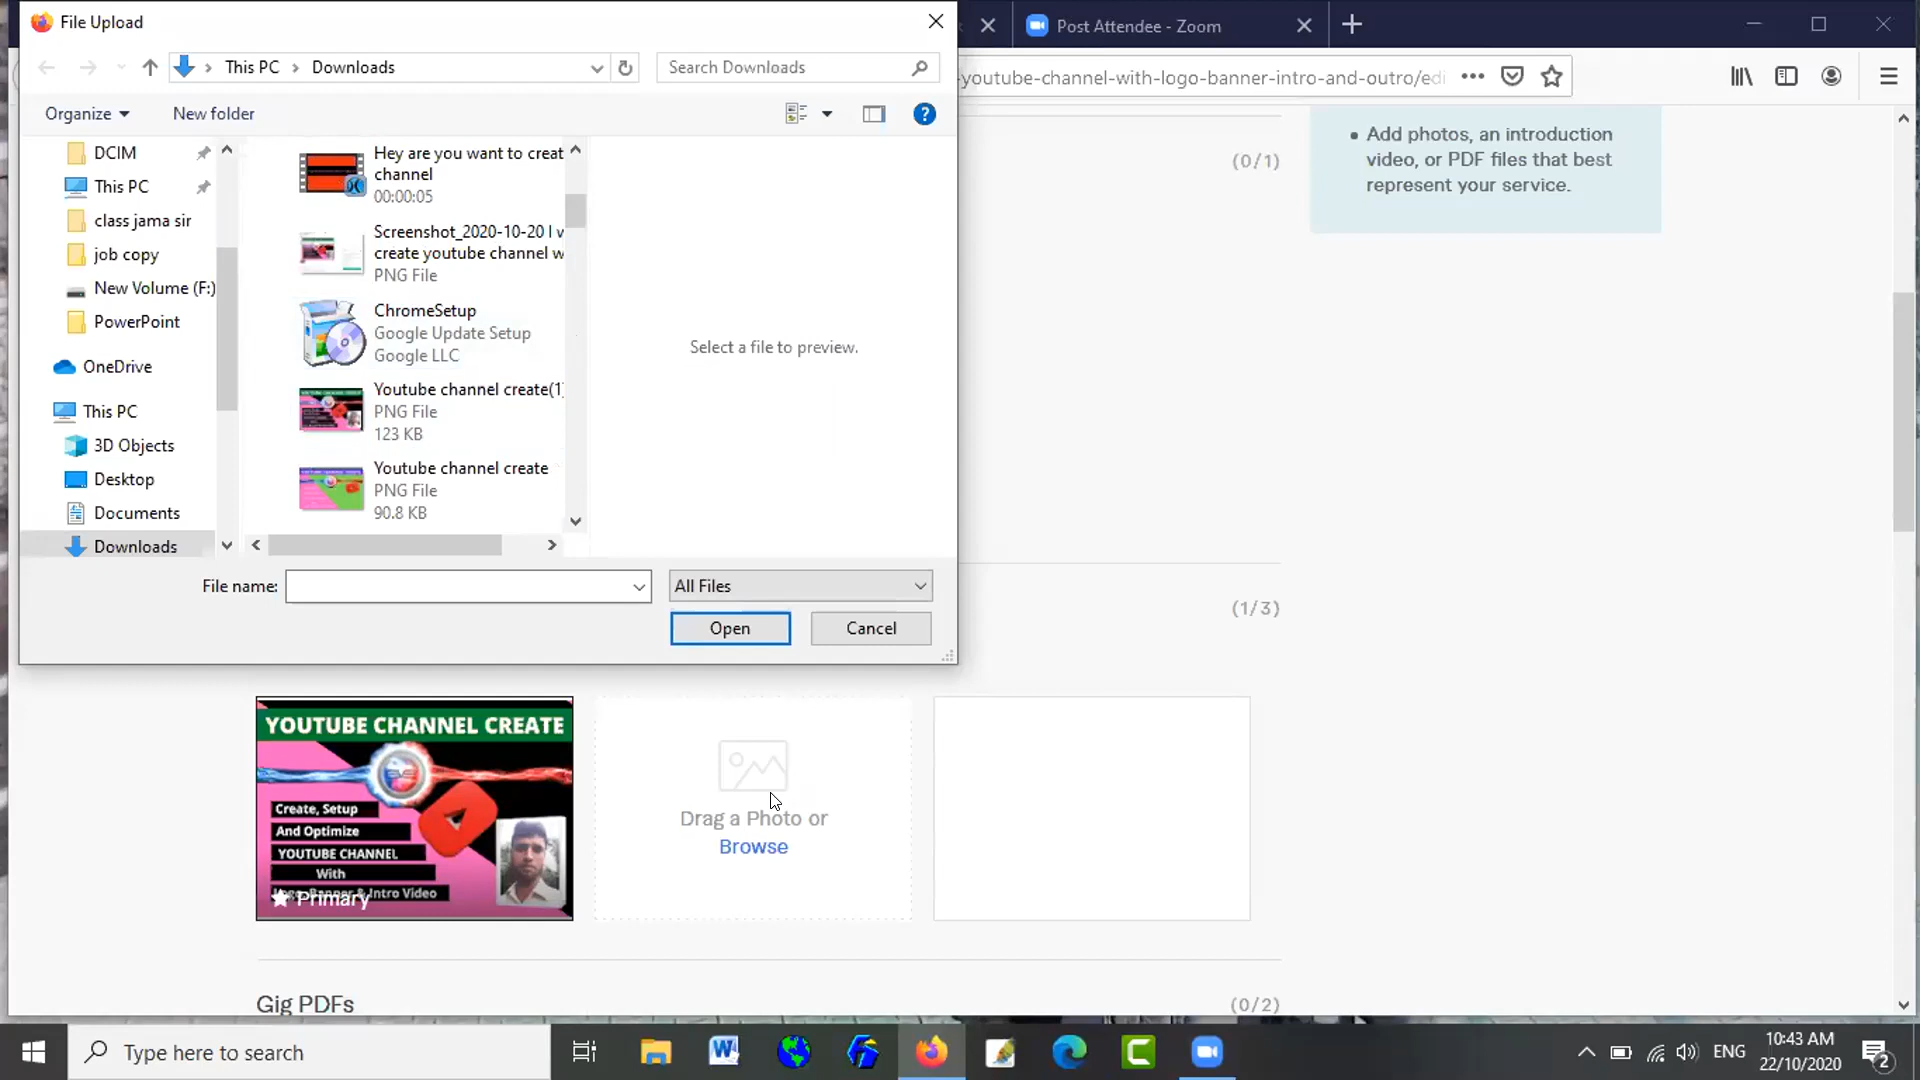 File Upload
Post Attendee - Zoom
This PC
Downloads
Search Downloads
-youtube-channel-with-logo-banner-intro-and-outro/edi
Organize
New folder
DCIM
This PC
class jama sir
job copy
New Volume (F:)
PowerPoint
OneDrive
This PC
3D Objects
Desktop
Documents
Downloads
Hey are you want to creat
channel
00:00:05
Screenshot_2020-10-20 I w
create youtube channel w
PNG File
ChromeSetup
Google Update Setup
Google LLC
Youtube channel create(1)
PNG File
123 KB
Youtube channel create
PNG File
90.8 KB
Select a file to preview.
File name:
All Files
Open
Cancel
(0/1)
• Add photos, an introduction
video, or PDF files that best
represent your service.
(1/3)
YOUTUBE CHANNEL CREATE
Create, Setup
And Optimize
YOUTUBE CHANNEL
With
Logo, Banner & Intro Video
Primary
Drag a Photo or
Browse
Gig PDFs
(0/2)
Type here to search
ENG
10:43 AM
22/10/2020
2